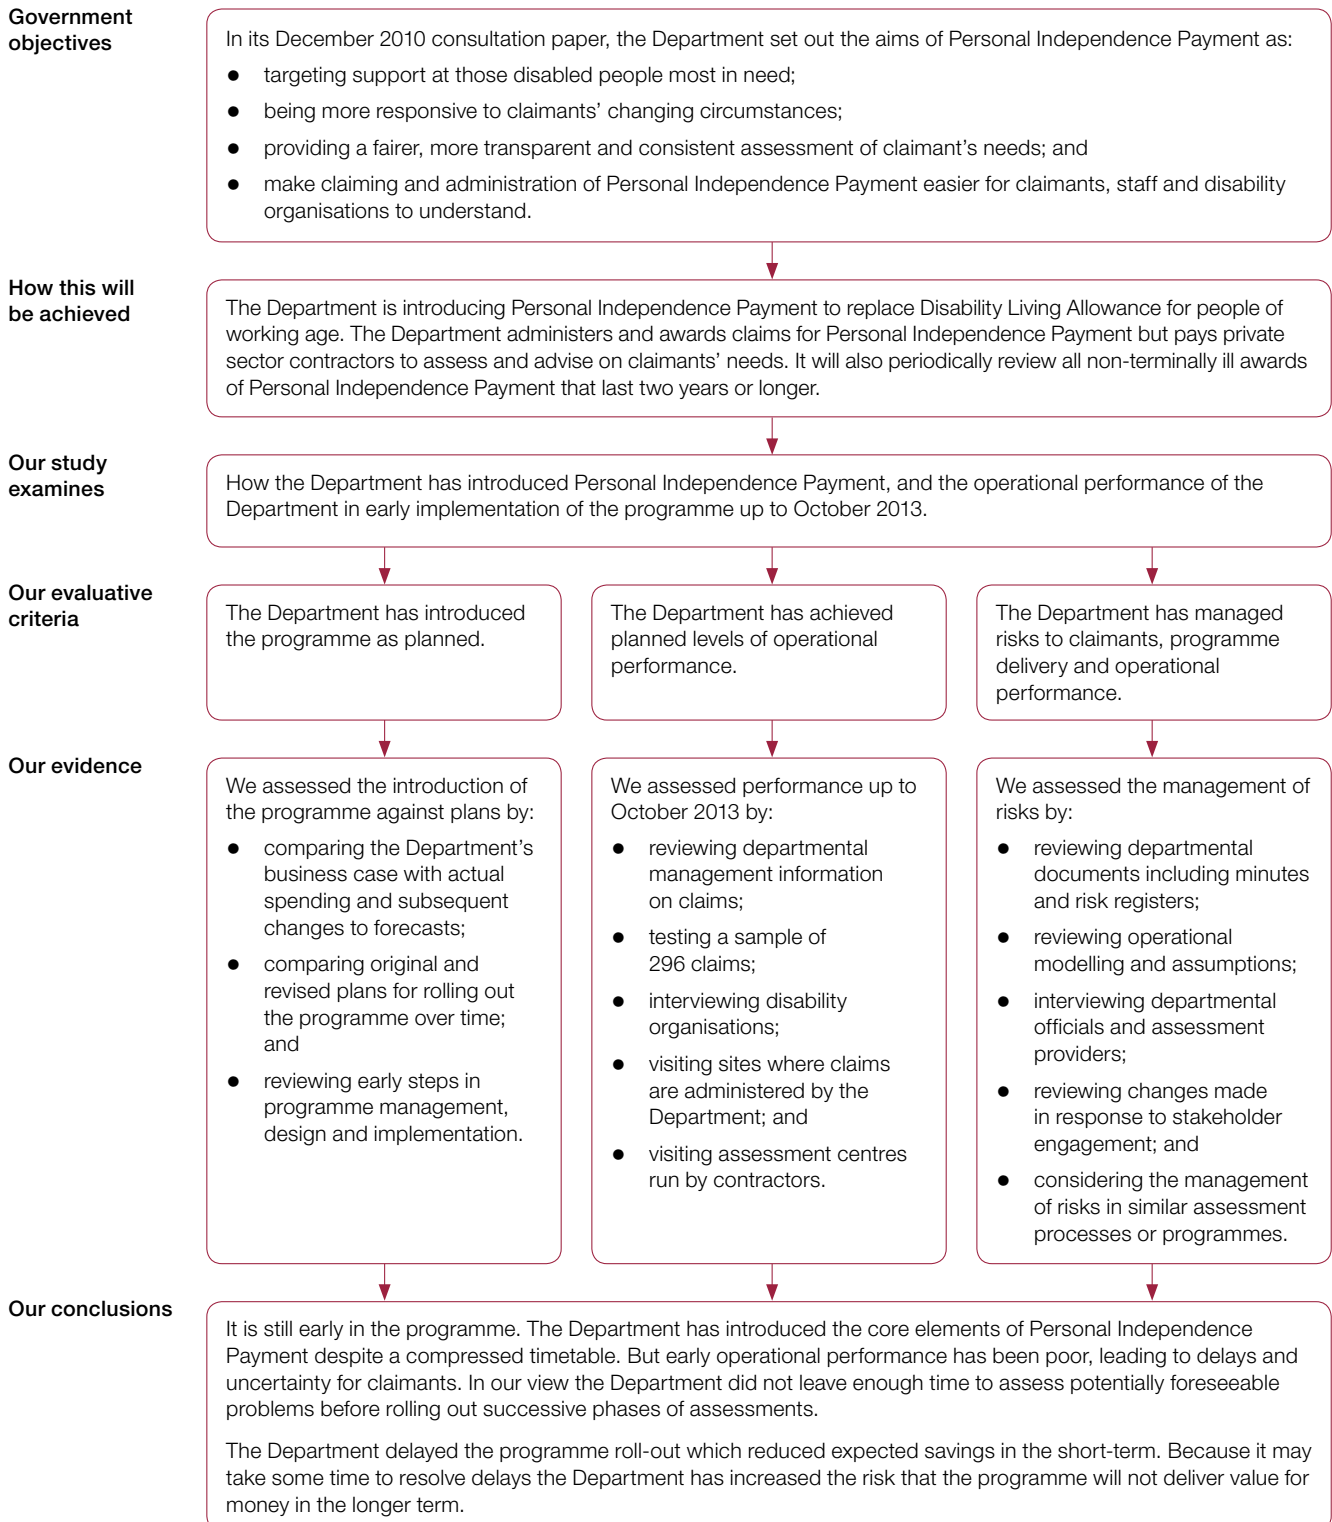 Government
objectives
In its December 2010 consultation paper, the Department set out the aims of Personal Independence Payment as:
● targeting support at those disabled people most in need;
● being more responsive to claimants’ changing circumstances;
● providing a fairer, more transparent and consistent assessment of claimant’s needs; and
● make claiming and administration of Personal Independence Payment easier for claimants, staff and disability
organisations to understand.
How this will
be achieved
The Department is introducing Personal Independence Payment to replace Disability Living Allowance for people of
working age. The Department administers and awards claims for Personal Independence Payment but pays private
sector contractors to assess and advise on claimants’ needs. It will also periodically review all non-terminally ill awards
of Personal Independence Payment that last two years or longer.
Our study
examines
How the Department has introduced Personal Independence Payment, and the operational performance of the
Department in early implementation of the programme up to October 2013.
Our evaluative
criteria
The Department has introduced
the programme as planned.
The Department has achieved
planned levels of operational
performance.
The Department has managed
risks to claimants, programme
delivery and operational
performance.
Our evidence
We assessed the introduction of
the programme against plans by:
● comparing the Department’s
business case with actual
spending and subsequent
changes to forecasts;
● comparing original and
revised plans for rolling out
the programme over time;
and
● reviewing early steps in
programme management,
design and implementation.
We assessed performance up to
October 2013 by:
● reviewing departmental
management information
on claims;
● testing a sample of
296 claims;
● interviewing disability
organisations;
● visiting sites where claims
are administered by the
Department; and
● visiting assessment centres
run by contractors.
We assessed the management of
risks by:
● reviewing departmental
documents including minutes
and risk registers;
● reviewing operational
modelling and assumptions;
● interviewing departmental
officials and assessment
providers;
● reviewing changes made
in response to stakeholder
engagement; and
● considering the management
of risks in similar assessment
processes or programmes.
Our conclusions
It is still early in the programme. The Department has introduced the core elements of Personal Independence
Payment despite a compressed timetable. But early operational performance has been poor, leading to delays and
uncertainty for claimants. In our view the Department did not leave enough time to assess potentially foreseeable
problems before rolling out successive phases of assessments.
The Department delayed the programme roll-out which reduced expected savings in the short-term. Because it may
take some time to resolve delays the Department has increased the risk that the programme will not deliver value for
money in the longer term.